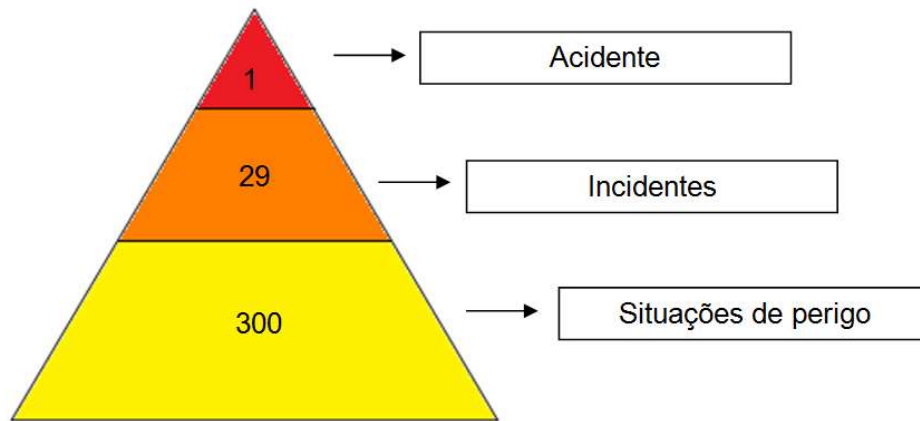 1
Acidente
29
Incidentes
300
Situações de perigo